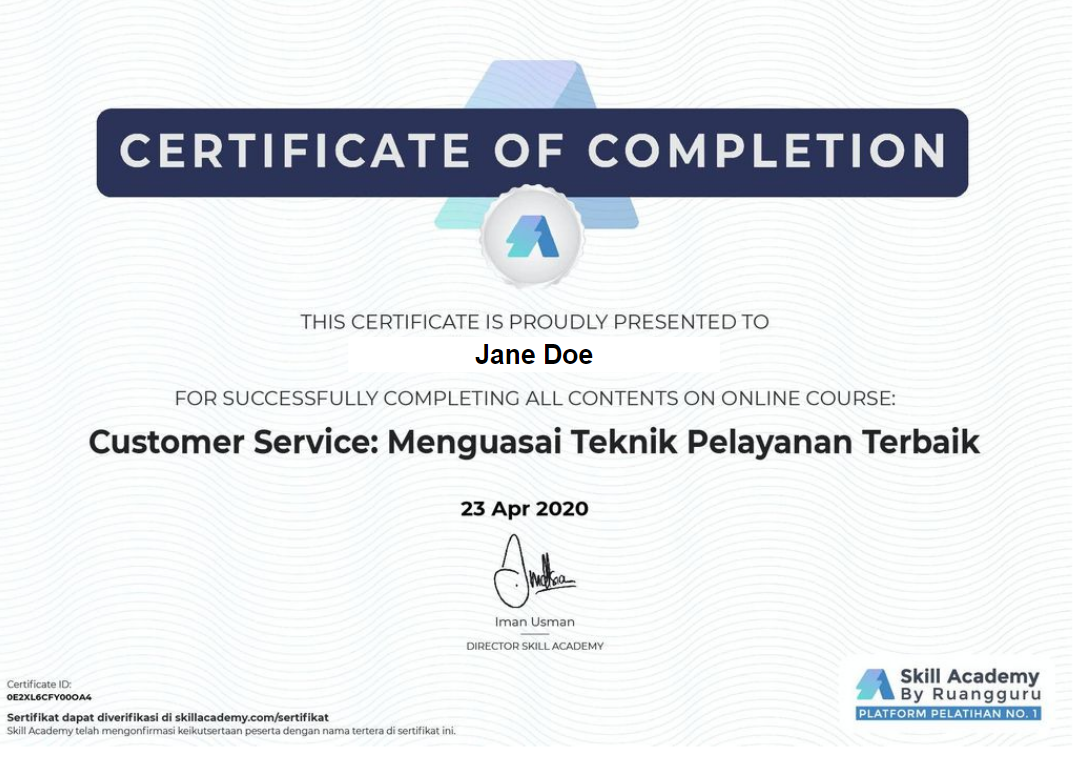 CERTIFICATE OF COMPLETION
THIS CERTIFICATE IS PROUDLY PRESENTED TO
Jane Doe
FOR SUCCESSFULLY COMPLETING ALL CONTENTS ON ONLINE COURSE:
Customer Service: Menguasai Teknik Pelayanan Terbaik
23 Apr 2020
Iman Usman
DIRECTOR SKILL ACADEMY
Certificate ID:
0E2XL6CFY00OA4
Sertifikat dapat diverifikasi di skillacademy.com/sertifikat
Skill Academy telah mengonfirmasi keikutsertaan peserta dengan nama tertera di sertifikat ini.
Skill Academy
By Ruangguru
PLATFORM PELATIHAN NO. 1